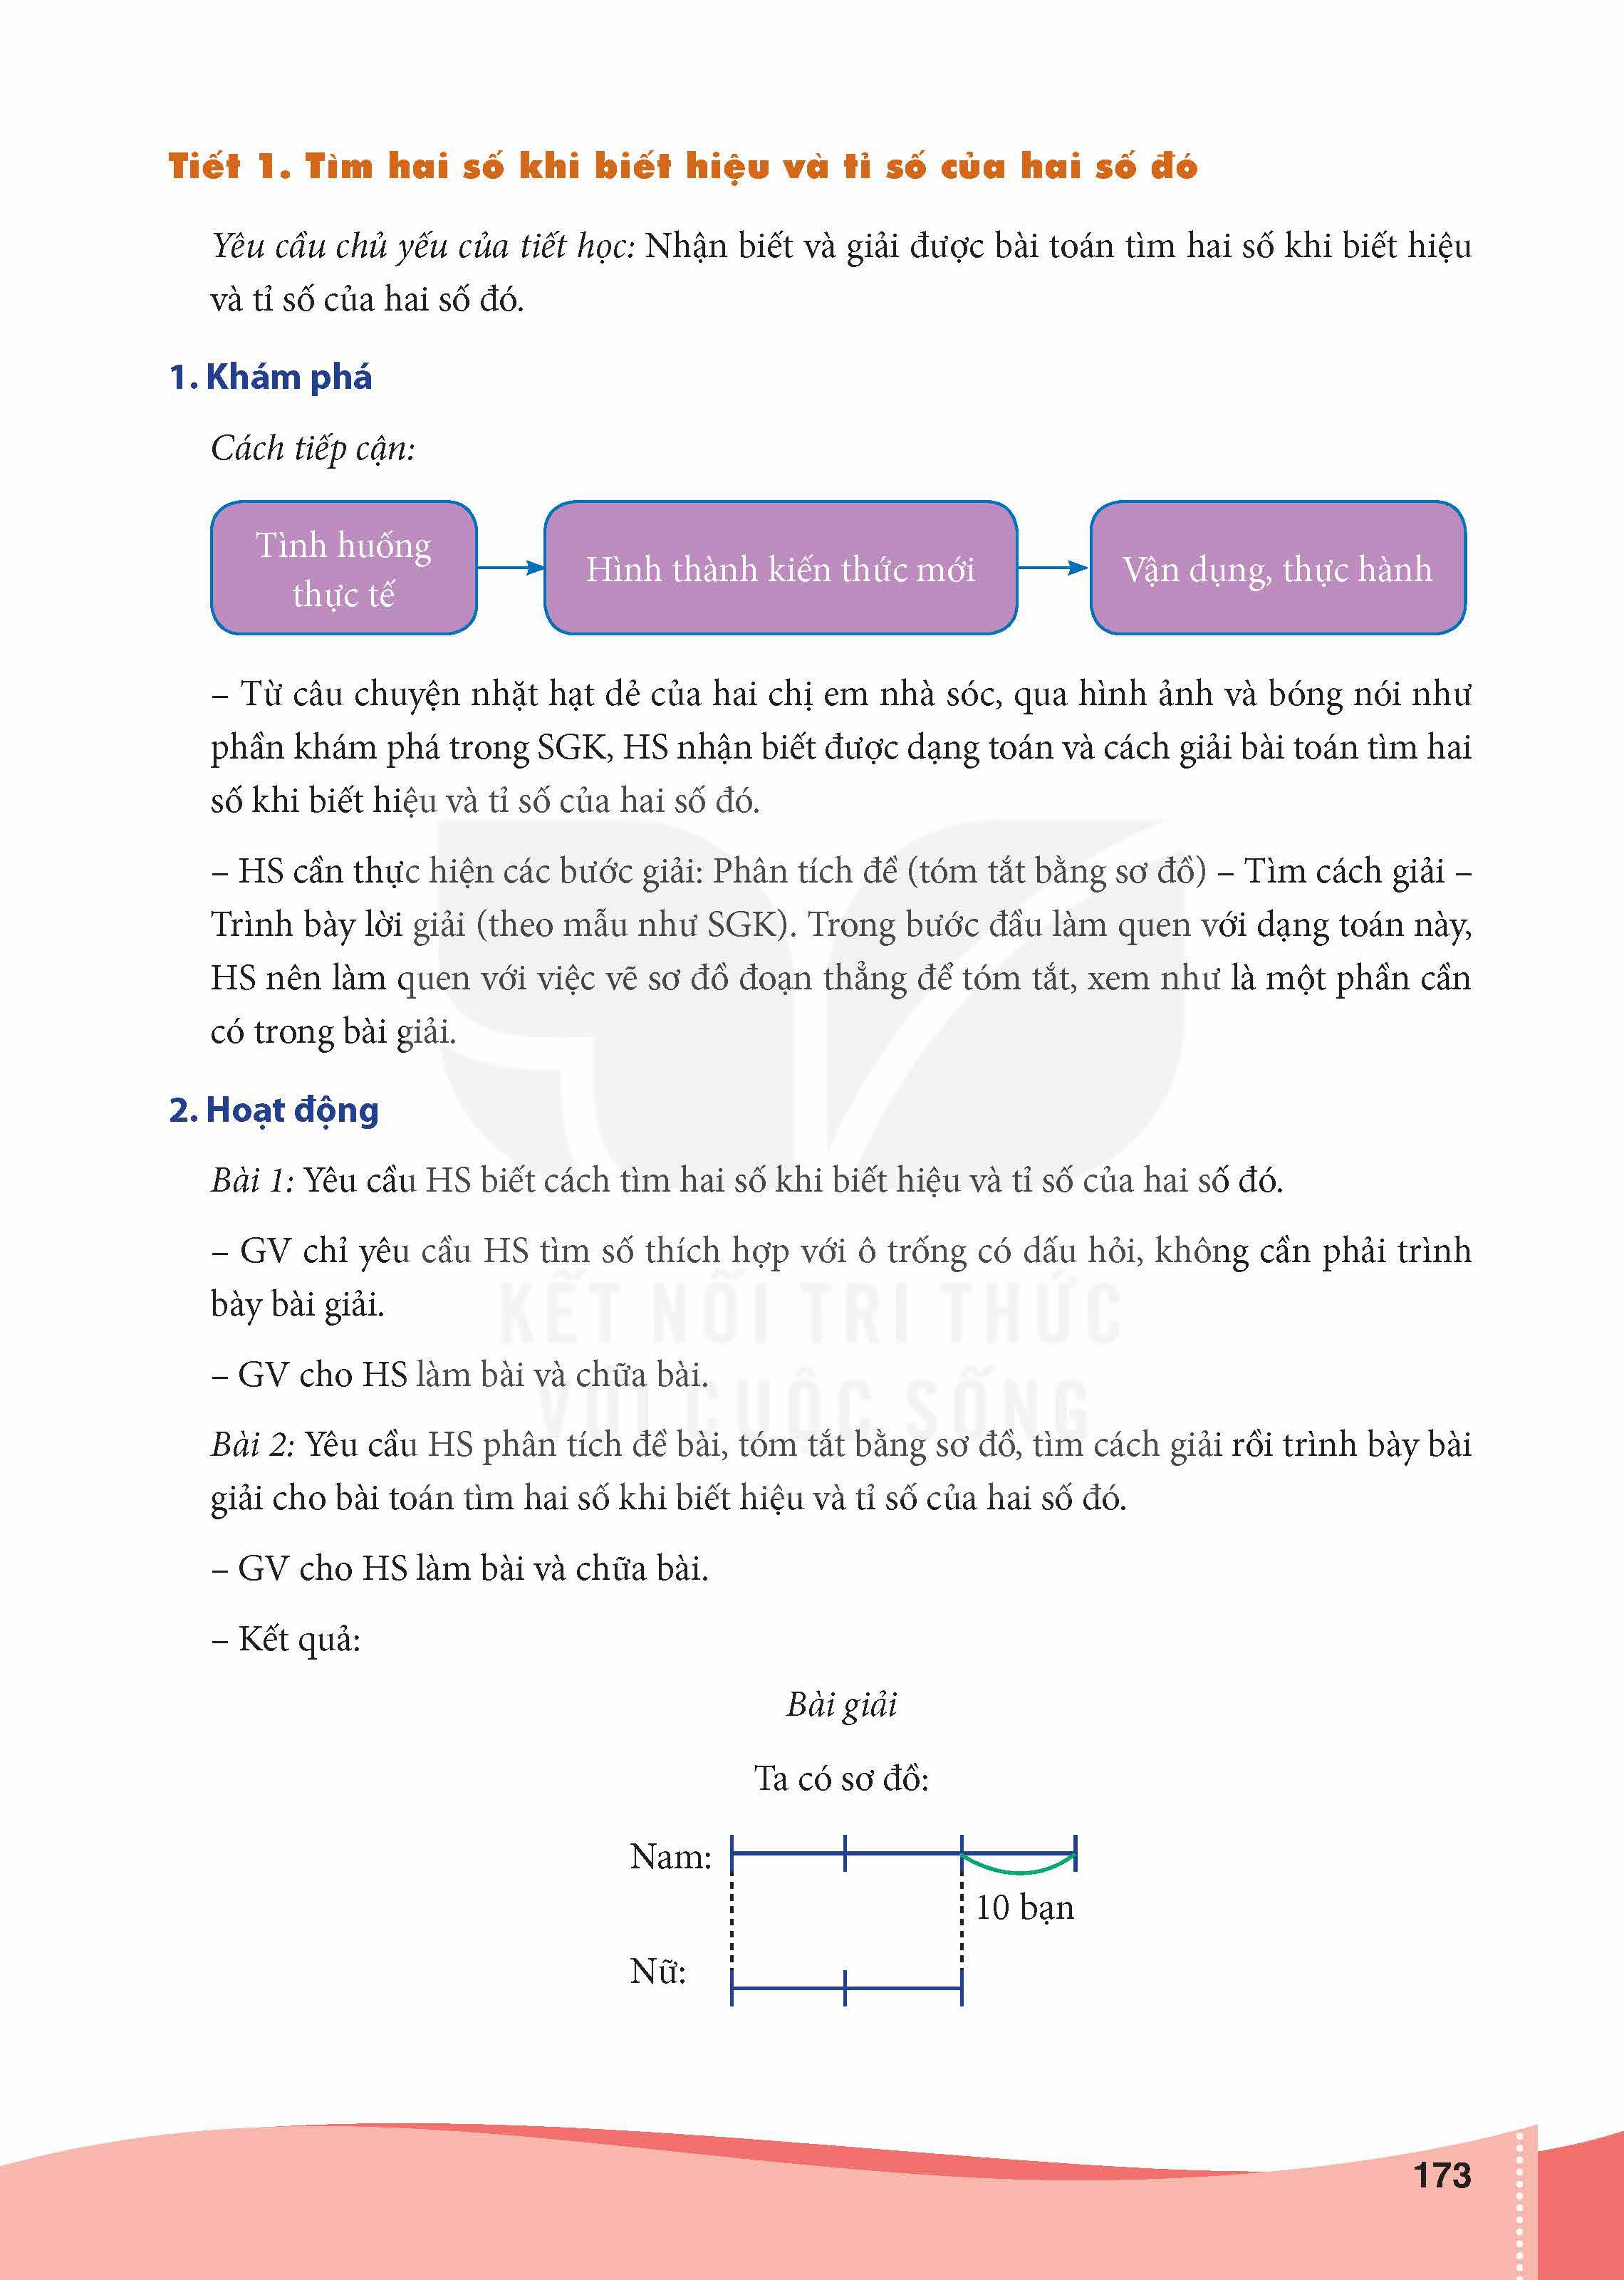 Tiết 1. Tìm hai số khi biết hiệu và tỉ số của hai số đó
Yêu cầu chủ yếu của tiết học: Nhận biết và giải được bài toán tìm hai số khi biết hiệu
và tỉ số của hai số đó.
1. Khám phá
Cách tiếp cận:
Tình huống
thực tế
Hình thành kiến thức mới
Vận dụng, thực hành
– Từ câu chuyện nhặt hạt dẻ của hai chị em nhà sóc, qua hình ảnh và bóng nói như
phần khám phá trong SGK, HS nhận biết được dạng toán và cách giải bài toán tìm hai
số khi biết hiệu và tỉ số của hai số đó.
– HS cần thực hiện các bước giải: Phân tích đề (tóm tắt bằng sơ đồ) – Tìm cách giải –
Trình bày lời giải (theo mẫu như SGK). Trong bước đầu làm quen với dạng toán này,
HS nên làm quen với việc vẽ sơ đồ đoạn thẳng để tóm tắt, xem như là một phần cần
có trong bài giải.
2. Hoạt động
Bài 1: Yêu cầu HS biết cách tìm hai số khi biết hiệu và tỉ số của hai số đó.
– GV chỉ yêu cầu HS tìm số thích hợp với ô trống có dấu hỏi, không cần phải trình
bày bài giải.
KẾT NỐI TRI THỨC
– GV cho HS làm bài và chữa bài.
VỚI CUỘC SỐNG
Bài 2: Yêu cầu HS phân tích đề bài, tóm tắt bằng sơ đồ, tìm cách giải rồi trình bày bài
giải cho bài toán tìm hai số khi biết hiệu và tỉ số của hai số đó.
– GV cho HS làm bài và chữa bài.
– Kết quả:
Bài giải
Ta có sơ đồ:
Nam:
10 bạn
Nữ:
173